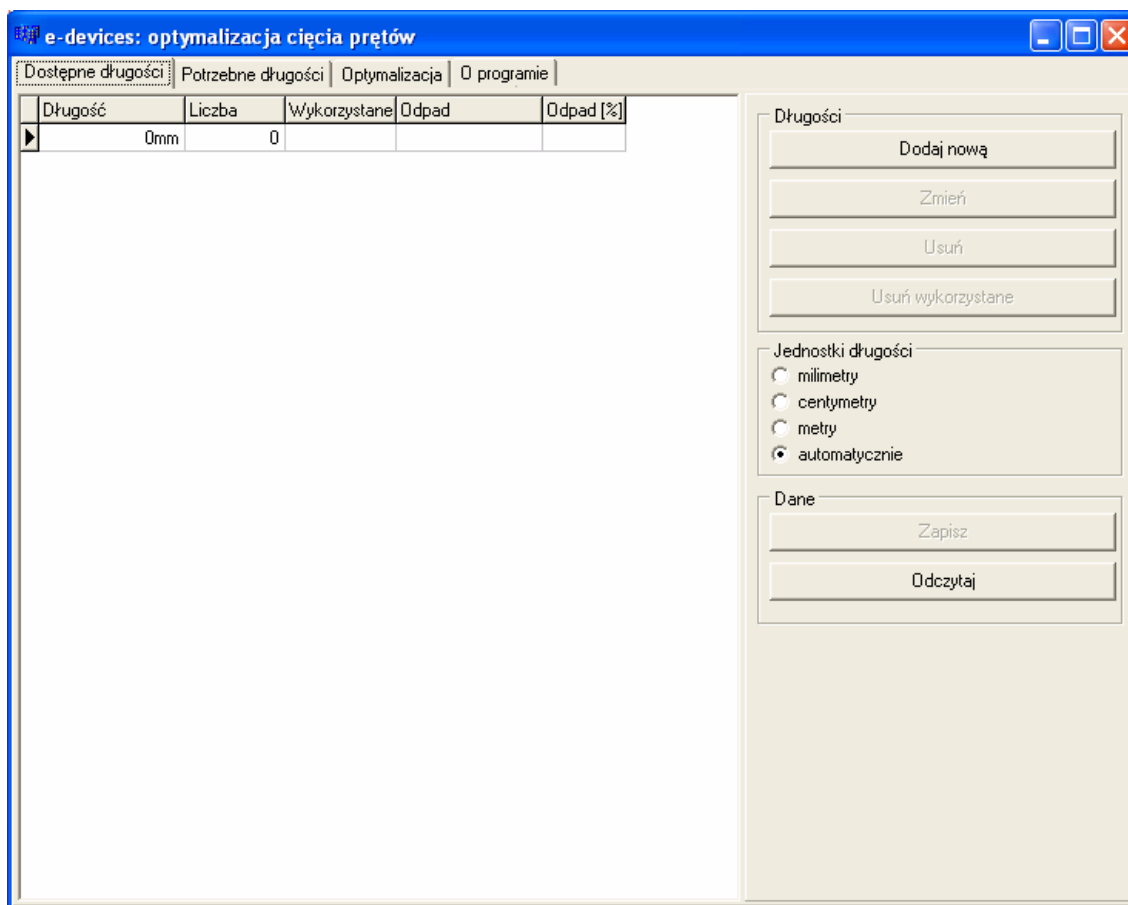 e-devices: optymalizacja cięcia prętów
Dostępne długości Potrzebne długości Optymalizacja O programie
Długość Liczba Wykorzystane Odpad Odpad [%]
0mm 0
Długości
Dodaj nową
Zmień
Usuń
Usuń wykorzystane
Jednostki długości
milimetry
centymetry
metry
automatycznie
Dane
Zapisz
Odczytaj